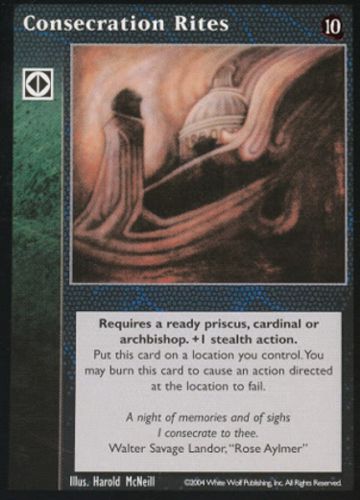 Consecration Rites
10
Requires a ready priscus, cardinal or
archbishop. +1 stealth action.
Put this card on a location you control. You
may burn this card to cause an action directed
at the location to fail.
A night of memories and of sighs
I consecrate to thee.
Walter Savage Landor, "Rose Aylmer"
Illus. Harold McNeill
©2004 White Wolf Publishing, Inc. All Rights Reserved.